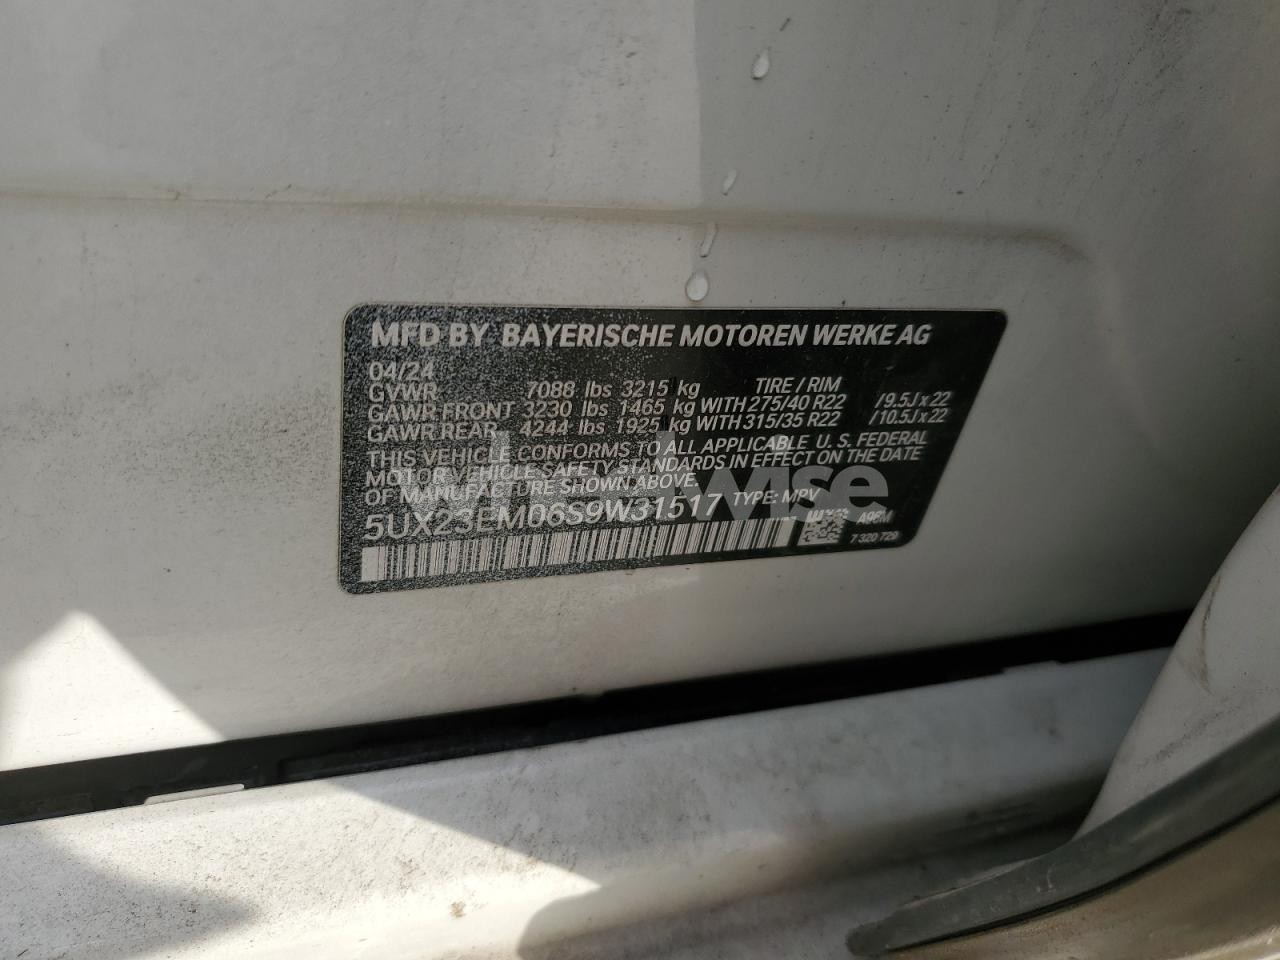 MFD BY BAYERISCHE MOTOREN WERKE AG
04/24
GVWR 7088 lbs 3215 kg TIRE / RIM
GAWR FRONT 3230 lbs 1465 kg WITH 275/40 R22 /9.5J x 22
GAWR REAR 4244 lbs 1925 kg WITH 315/35 R22 /10.5J x 22
THIS VEHICLE CONFORMS TO ALL APPLICABLE U. S. FEDERAL
MOTOR VEHICLE SAFETY STANDARDS IN EFFECT ON THE DATE
OF MANUFACTURE SHOWN ABOVE.
5UX23EM06S9W31517 TYPE: MPV
A96M
7 320 729